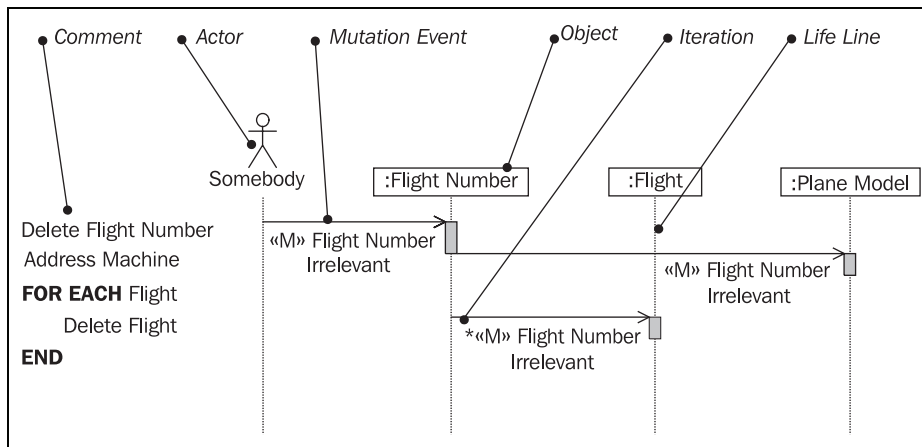 Comment Actor Mutation Event Object Iteration Life Line
Somebody
:Flight Number :Flight :Plane Model
Delete Flight Number
Address Machine
FOR EACH Flight
Delete Flight
END
«M» Flight Number
Irrelevant
«M» Flight Number
Irrelevant
*«M» Flight Number
Irrelevant